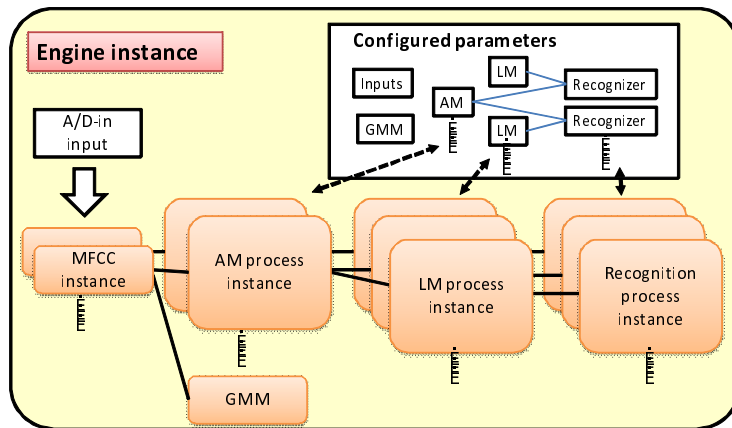 Engine instance
Configured parameters
Inputs
GMM
AM
LM
LM
Recognizer
Recognizer
A/D-in
input
MFCC
instance
AM process
instance
LM process
instance
Recognition
process
instance
GMM